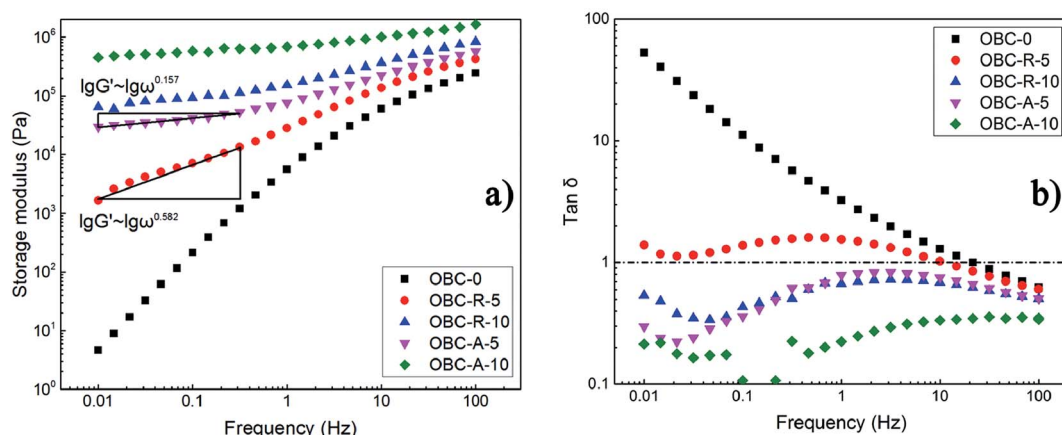 10⁶
10⁵
10⁴
10³
10²
10¹
10⁰
Storage modulus (Pa)
lgG'~lgω^0.157
lgG'~lgω^0.582
a)
OBC-0
OBC-R-5
OBC-R-10
OBC-A-5
OBC-A-10
0.01 0.1 1 10 100
Frequency (Hz)
100
10
1
0.1
Tan δ
OBC-0
OBC-R-5
OBC-R-10
OBC-A-5
OBC-A-10
b)
0.01 0.1 1 10 100
Frequency (Hz)